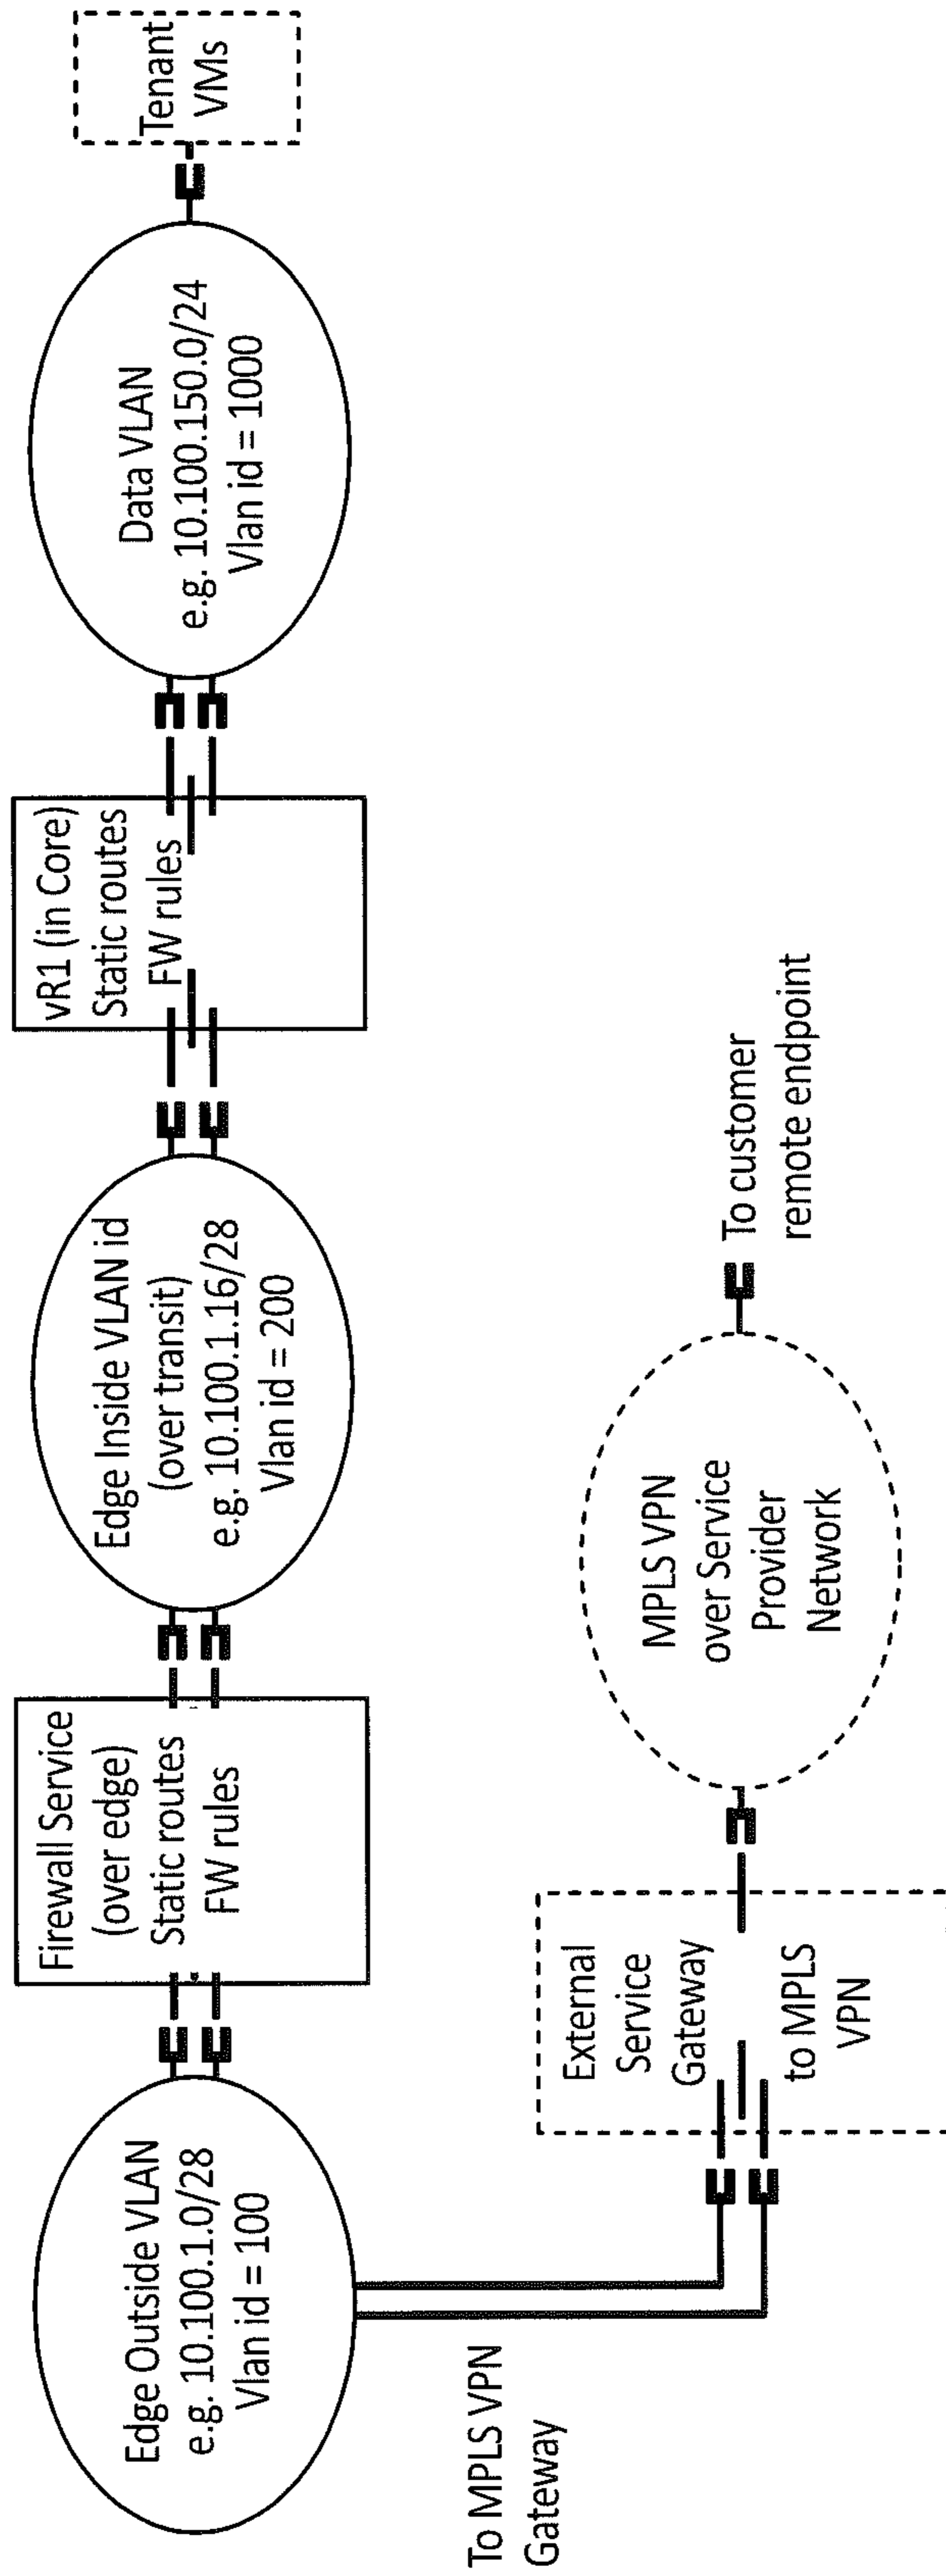 Edge Outside VLAN
e.g. 10.100.1.0/28
Vlan id = 100
Firewall Service
(over edge)
Static routes
FW rules
Edge Inside VLAN id
(over transit)
e.g. 10.100.1.16/28
Vlan id = 200
vR1 (in Core)
Static routes
FW rules
Data VLAN
e.g. 10.100.150.0/24
Vlan id = 1000
Tenant
VMs
To MPLS VPN
Gateway
External
Service
Gateway
to MPLS
VPN
MPLS VPN
over Service
Provider
Network
To customer
remote endpoint